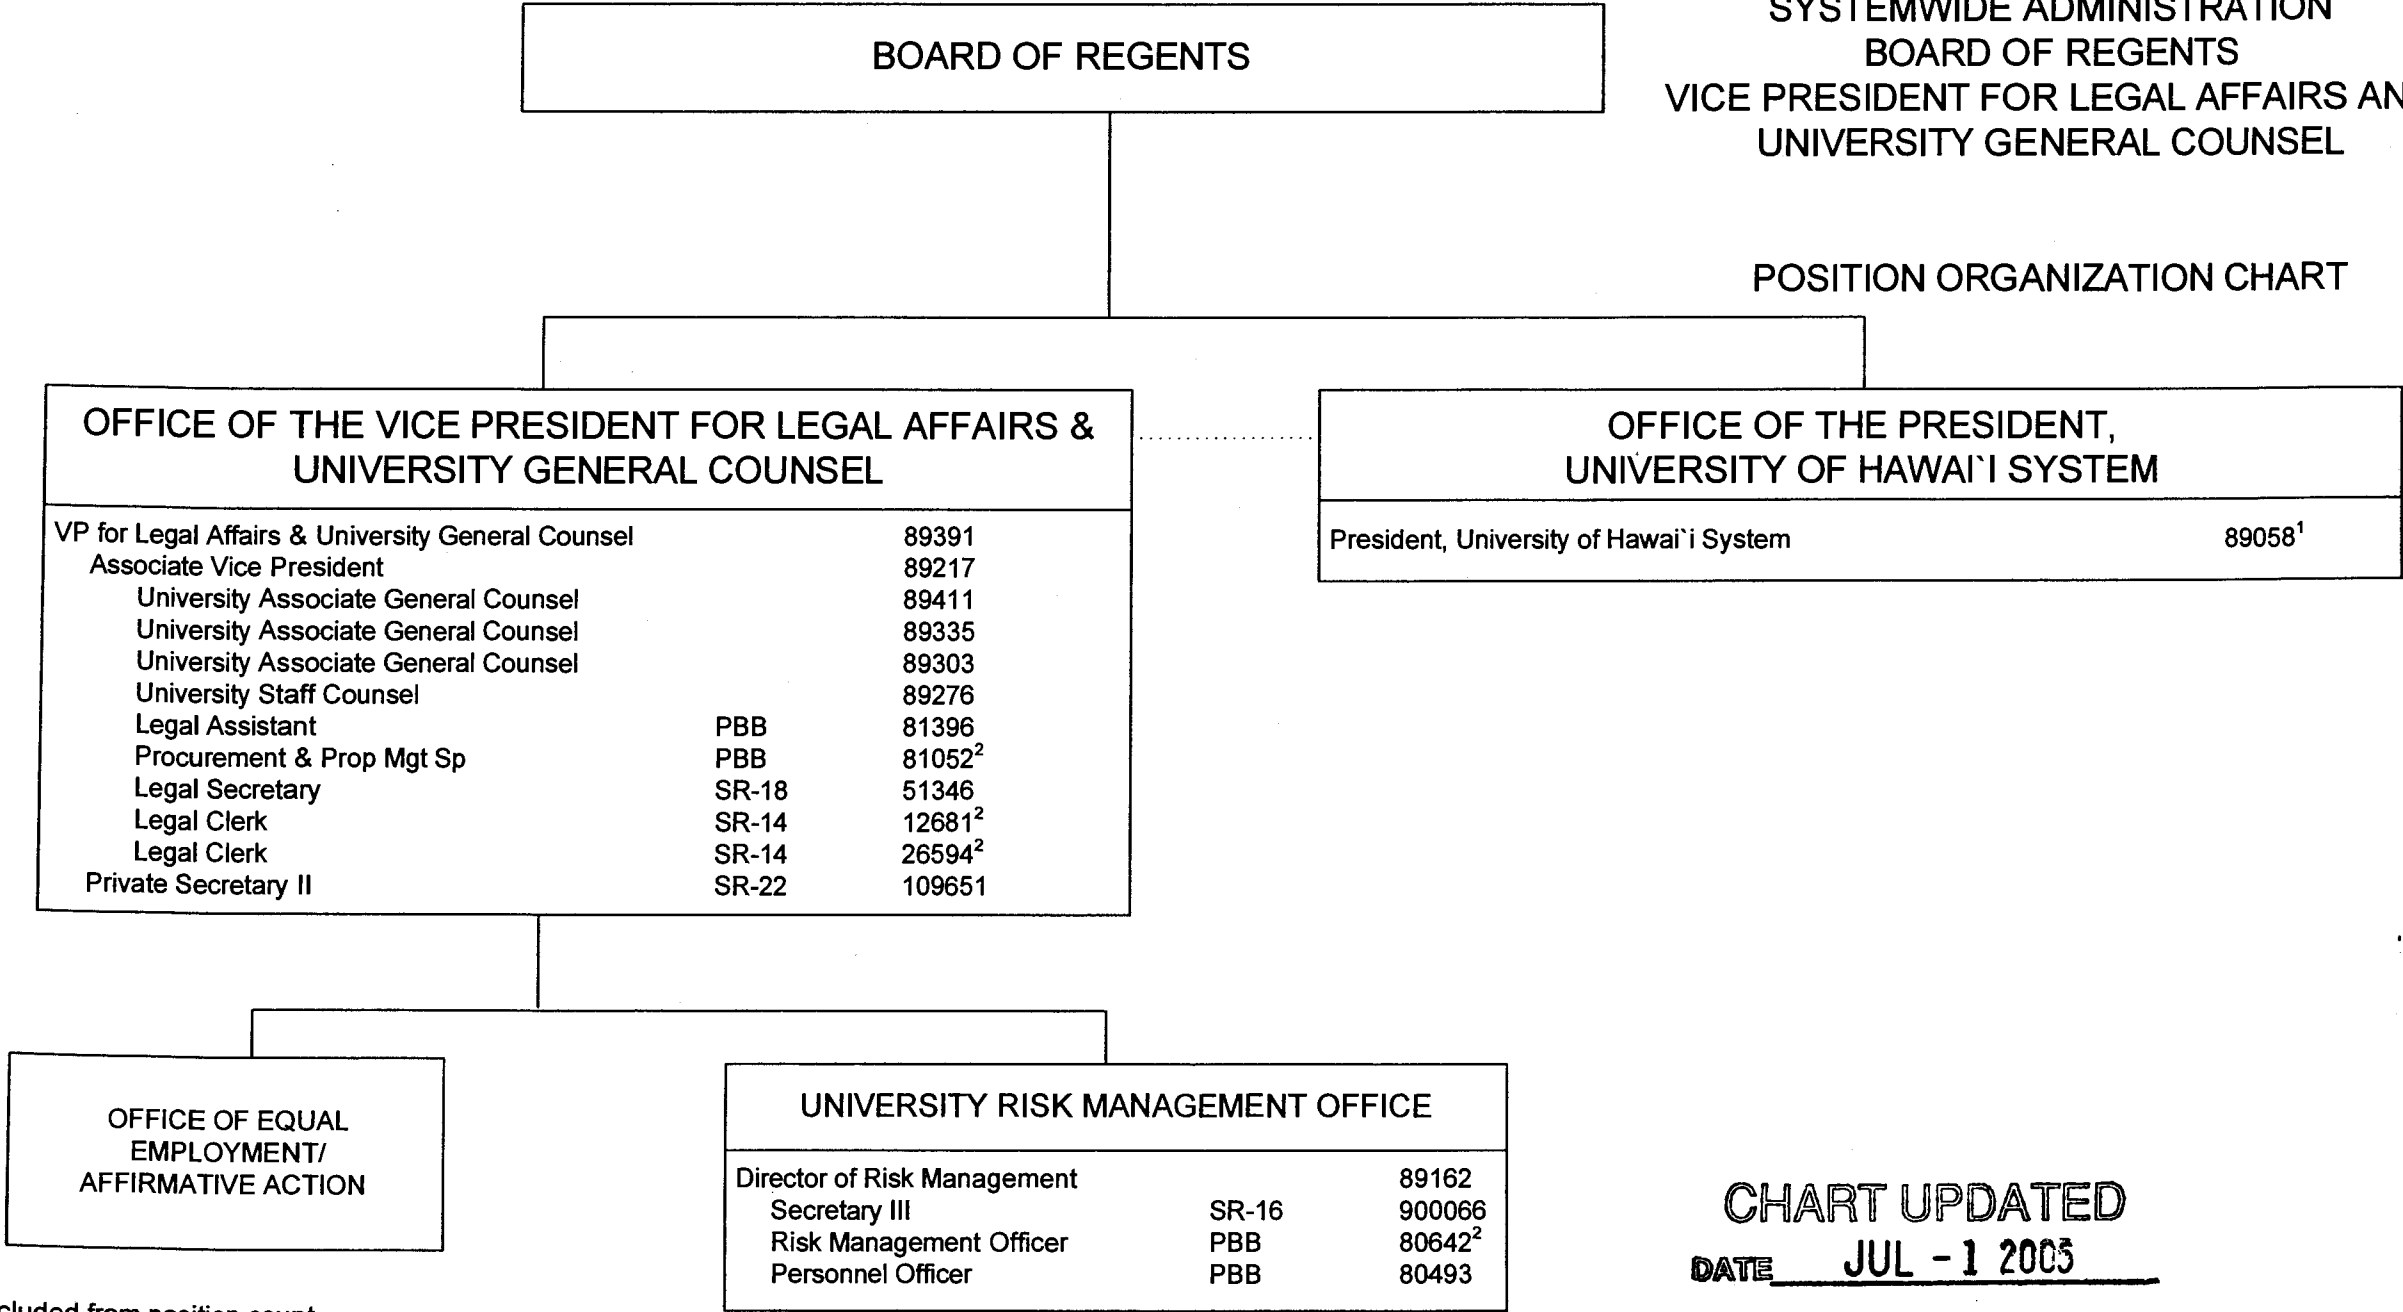 SYSTEMWIDE ADMINISTRATION
BOARD OF REGENTS
VICE PRESIDENT FOR LEGAL AFFAIRS AN
UNIVERSITY GENERAL COUNSEL
POSITION ORGANIZATION CHART
BOARD OF REGENTS
OFFICE OF THE VICE PRESIDENT FOR LEGAL AFFAIRS &
UNIVERSITY GENERAL COUNSEL
VP for Legal Affairs & University General Counsel 89391
Associate Vice President 89217
University Associate General Counsel 89411
University Associate General Counsel 89335
University Associate General Counsel 89303
University Staff Counsel 89276
Legal Assistant PBB 81396
Procurement & Prop Mgt Sp PBB 81052²
Legal Secretary SR-18 51346
Legal Clerk SR-14 12681²
Legal Clerk SR-14 26594²
Private Secretary II SR-22 109651
OFFICE OF THE PRESIDENT,
UNIVERSITY OF HAWAI`I SYSTEM
President, University of Hawai`i System 89058¹
OFFICE OF EQUAL
EMPLOYMENT/
AFFIRMATIVE ACTION
UNIVERSITY RISK MANAGEMENT OFFICE
Director of Risk Management 89162
Secretary III SR-16 900066
Risk Management Officer PBB 80642²
Personnel Officer PBB 80493
CHART UPDATED
DATE JUL - 1 2005
from position count